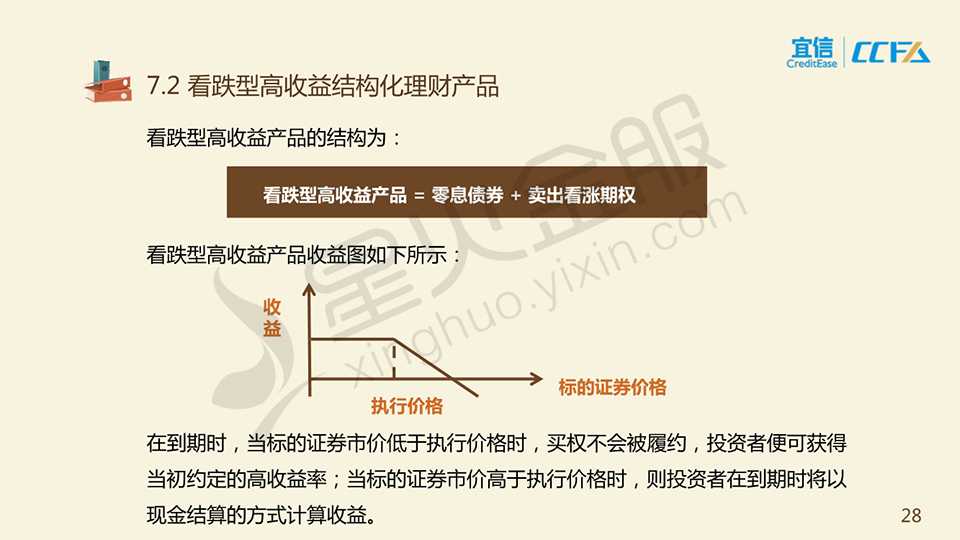 宜信
CreditEase
CCFA
7.2 看跌型高收益结构化理财产品
看跌型高收益产品的结构为：
看跌型高收益产品 = 零息债券 + 卖出看涨期权
看跌型高收益产品收益图如下所示：
收
益
标的证券价格
执行价格
在到期时，当标的证券市价低于执行价格时，买权不会被履约，投资者便可获得
当初约定的高收益率；当标的证券市价高于执行价格时，则投资者在到期时将以
现金结算的方式计算收益。
28
星火金服
xinghuo.yixin.com